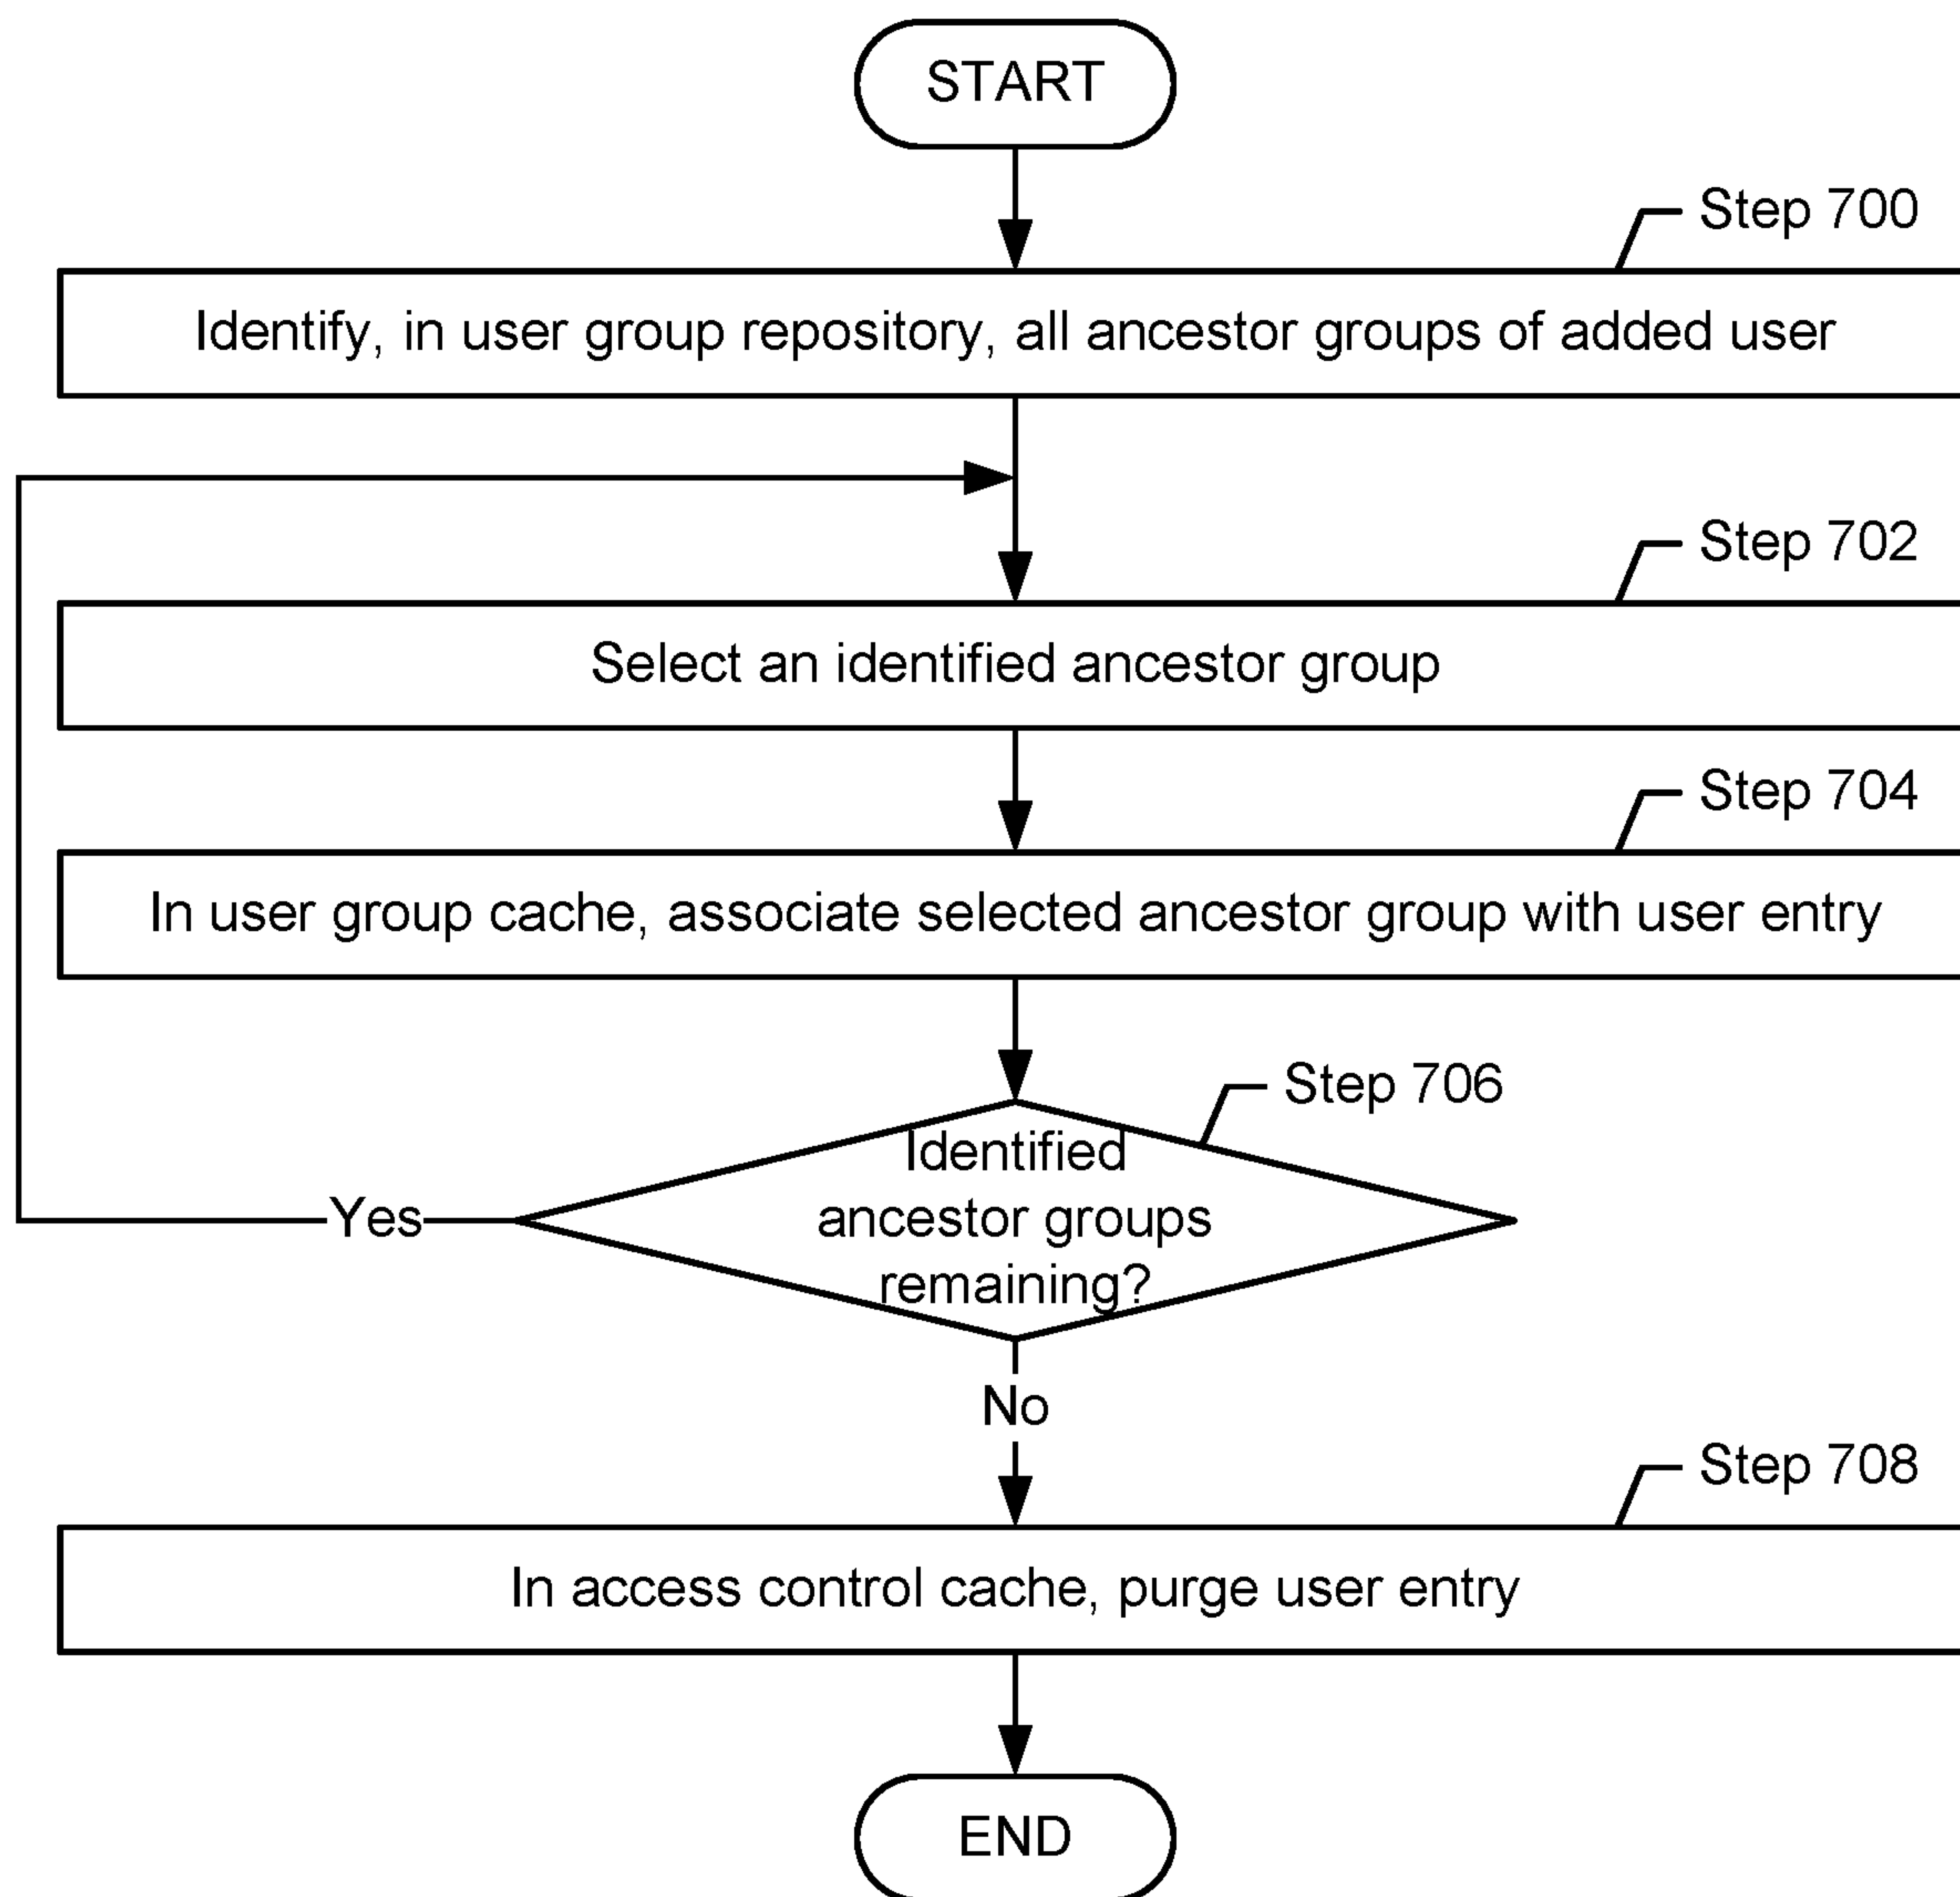 START
Step 700
Identify, in user group repository, all ancestor groups of added user
Step 702
Select an identified ancestor group
Step 704
In user group cache, associate selected ancestor group with user entry
Step 706
Identified
ancestor groups
remaining?
Yes
No
Step 708
In access control cache, purge user entry
END